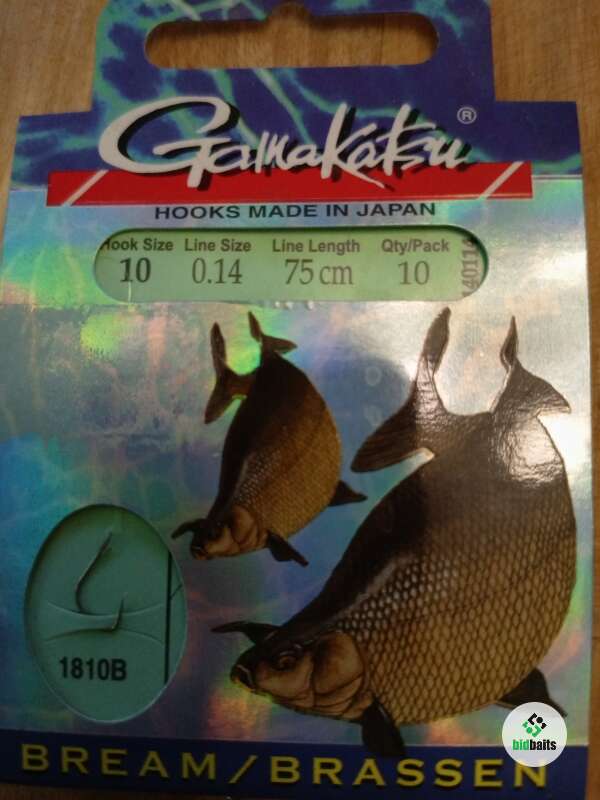 Gamakatsu®
HOOKS MADE IN JAPAN
Hook Size Line Size Line Length Qty/Pack
10 0.14 75 cm 10
140114
1810B
bidbaits
BREAM/BRASSEN